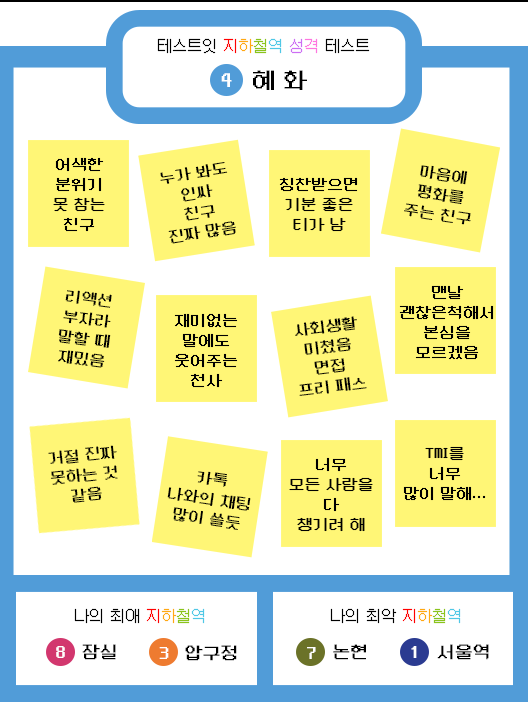 테스트잇 지하철역 성격 테스트
4 혜 화
어색한
분위기
못 참는
친구
누가 봐도
인싸
친구
진짜 많음
칭찬받으면
기분 좋은
티가 남
마음에
평화를
주는 친구
리액션
부자라
말할 때
재밌음
재미없는
말에도
웃어주는
천사
사회생활
미쳤음
면접
프리 패스
맨날
괜찮은척해서
본심을
모르겠음
거절 진짜
못하는 것
같음
카톡
나와의 채팅
많이 쓸듯
너무
모든 사람을
다
챙기려 해
TMI를
너무
많이 말해...
나의 최애 지하철역
8 잠실 3 압구정
나의 최악 지하철역
7 논현 1 서울역